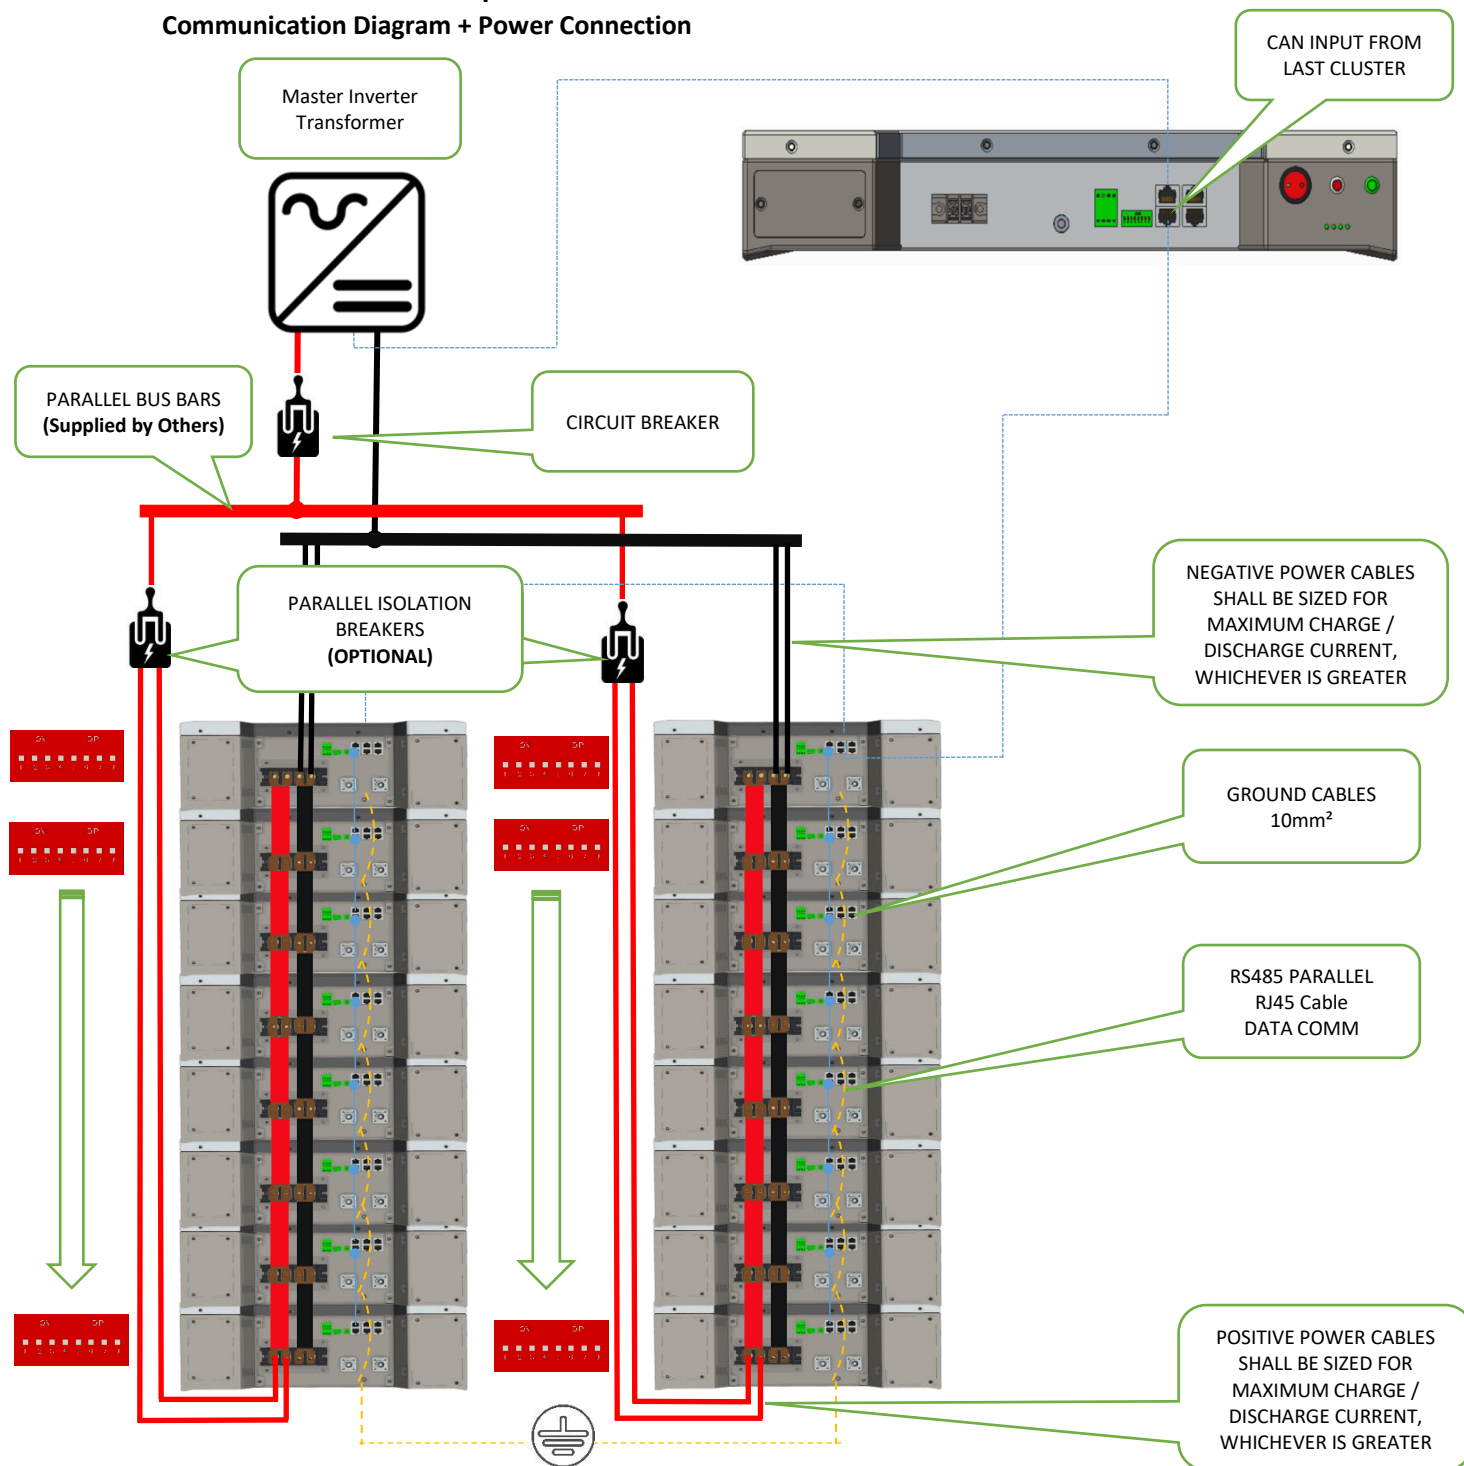 Communication Diagram + Power Connection
CAN INPUT FROM
LAST CLUSTER
Master Inverter
Transformer
PARALLEL BUS BARS
(Supplied by Others)
CIRCUIT BREAKER
PARALLEL ISOLATION
BREAKERS
(OPTIONAL)
NEGATIVE POWER CABLES
SHALL BE SIZED FOR
MAXIMUM CHARGE /
DISCHARGE CURRENT,
WHICHEVER IS GREATER
GROUND CABLES
10mm²
RS485 PARALLEL
RJ45 Cable
DATA COMM
POSITIVE POWER CABLES
SHALL BE SIZED FOR
MAXIMUM CHARGE /
DISCHARGE CURRENT,
WHICHEVER IS GREATER